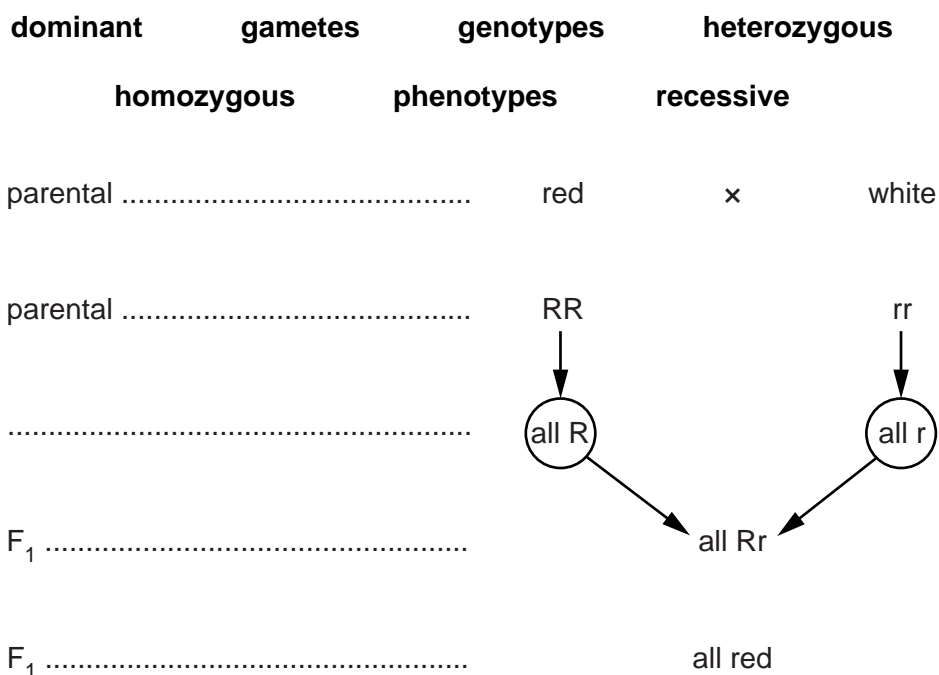 dominant gametes genotypes heterozygous
homozygous phenotypes recessive
parental .......................................... red × white
parental .......................................... RR rr
........................................................ all R all r
F₁ ................................................... all Rr
F₁ ................................................... all red